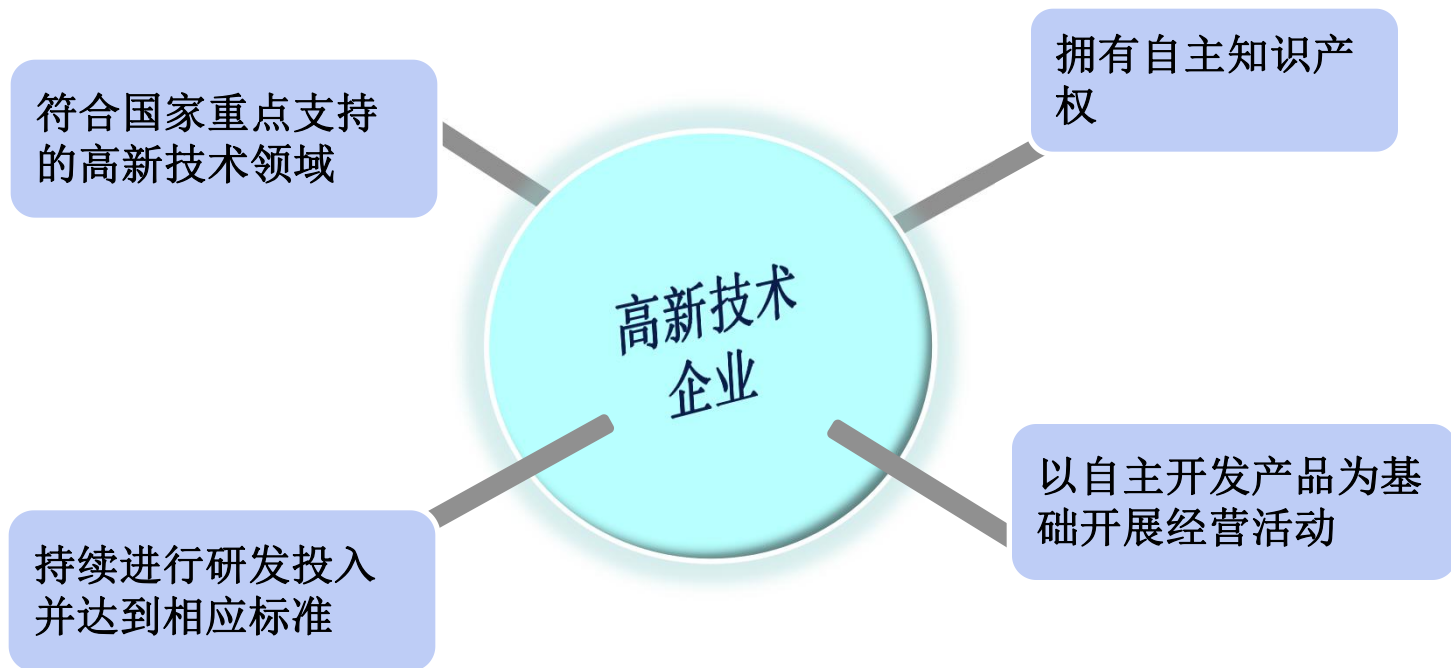 符合国家重点支持
的高新技术领域
拥有自主知识产
权
高新技术
企业
持续进行研发投入
并达到相应标准
以自主开发产品为基
础开展经营活动